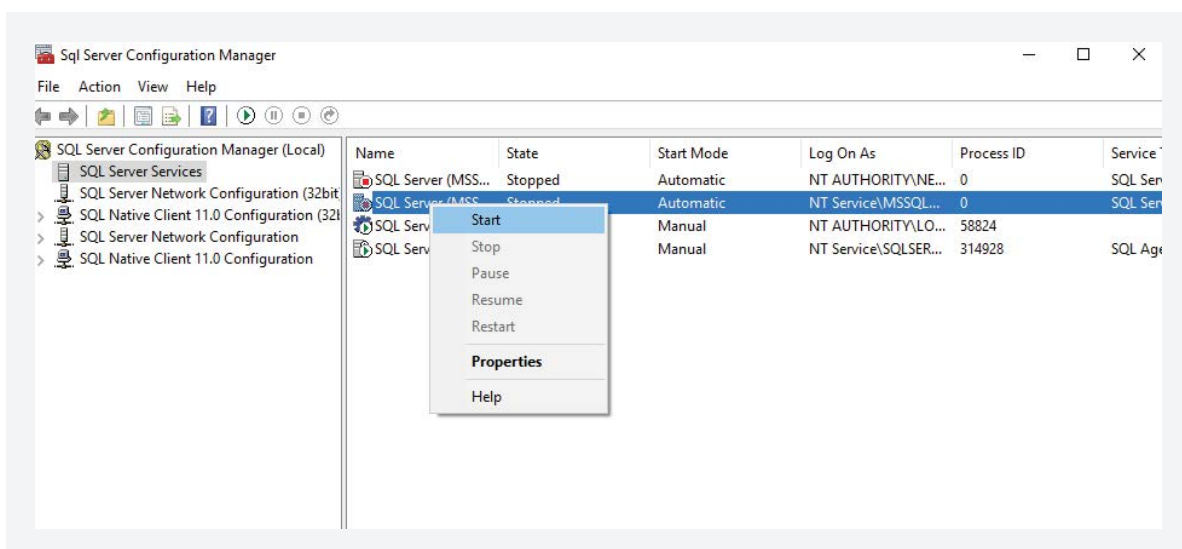 Sql Server Configuration Manager
File Action View Help
SQL Server Configuration Manager (Local)
SQL Server Services
SQL Server Network Configuration (32bit
SQL Native Client 11.0 Configuration (32
SQL Server Network Configuration
SQL Native Client 11.0 Configuration
Name State Start Mode Log On As Process ID Service
SQL Server (MSS... Stopped Automatic NT AUTHORITY\NE... 0 SQL Ser
SQL Server (MSS Stopped Automatic NT Service\MSSQL... 0 SQL Ser
SQL Serv Manual NT AUTHORITY\LO... 58824
SQL Serv Manual NT Service\SQLSER... 314928 SQL Age
Start
Stop
Pause
Resume
Restart
Properties
Help